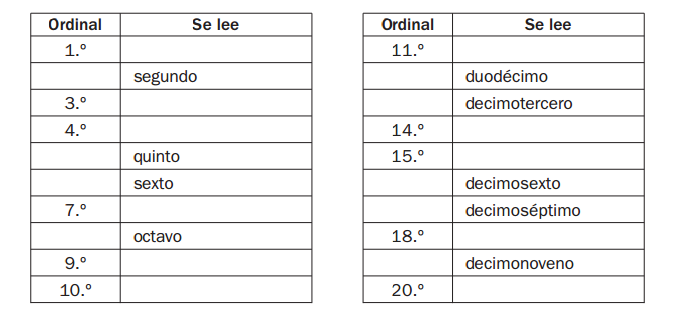 Ordinal Se lee
1.º
segundo
3.º
4.º
quinto
sexto
7.º
octavo
9.º
10.º
Ordinal Se lee
11.º
duodécimo
decimotercero
14.º
15.º
decimosexto
decimoséptimo
18.º
decimonoveno
20.º